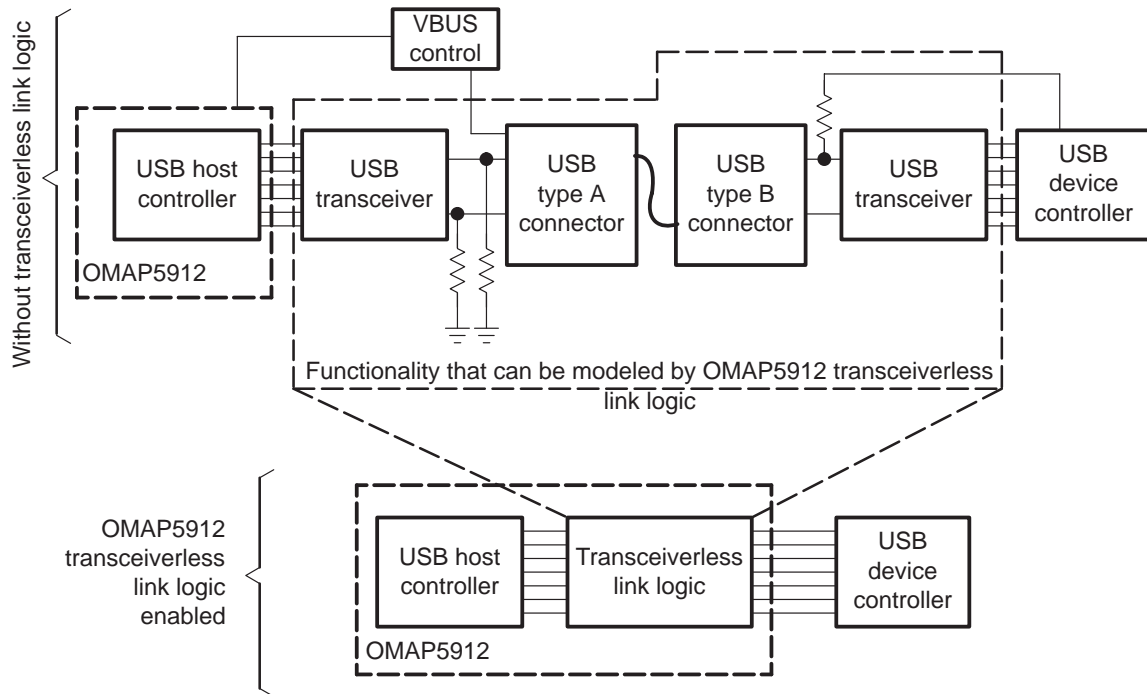 Without transceiverless link logic
VBUS
control
USB host
controller
OMAP5912
USB
transceiver
USB
type A
connector
USB
type B
connector
USB
transceiver
USB
device
controller
Functionality that can be modeled by OMAP5912 transceiverless
link logic
OMAP5912
transceiverless
link logic
enabled
USB host
controller
OMAP5912
Transceiverless
link logic
USB
device
controller